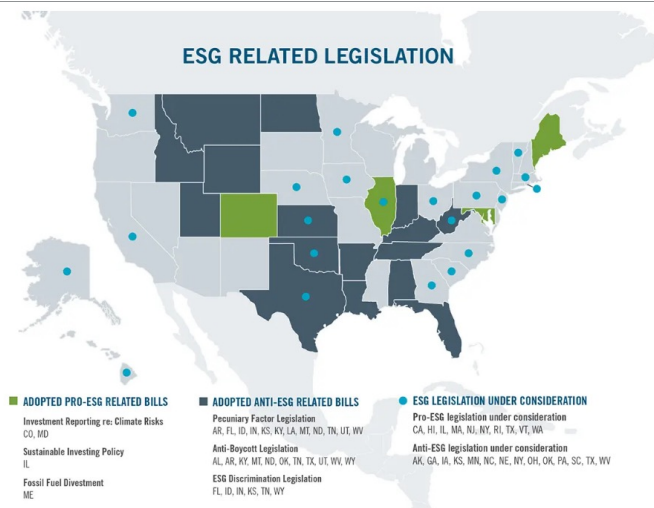 ESG RELATED LEGISLATION
ADOPTED PRO-ESG RELATED BILLS
Investment Reporting re: Climate Risks
CO, MD
Sustainable Investing Policy
IL
Fossil Fuel Divestment
ME
ADOPTED ANTI-ESG RELATED BILLS
Pecuniary Factor Legislation
AR, FL, ID, IN, KS, KY, LA, MT, ND, TN, UT, WV
Anti-Boycott Legislation
AL, AR, KY, MT, ND, OK, TN, TX, UT, WV, WY
ESG Discrimination Legislation
FL, ID, IN, KS, TN, WY
ESG LEGISLATION UNDER CONSIDERATION
Pro-ESG legislation under consideration
CA, HI, IL, MA, NJ, NY, RI, TX, VT, WA
Anti-ESG legislation under consideration
AK, GA, IA, KS, MN, NC, NE, NY, OH, OK, PA, SC, TX, WV